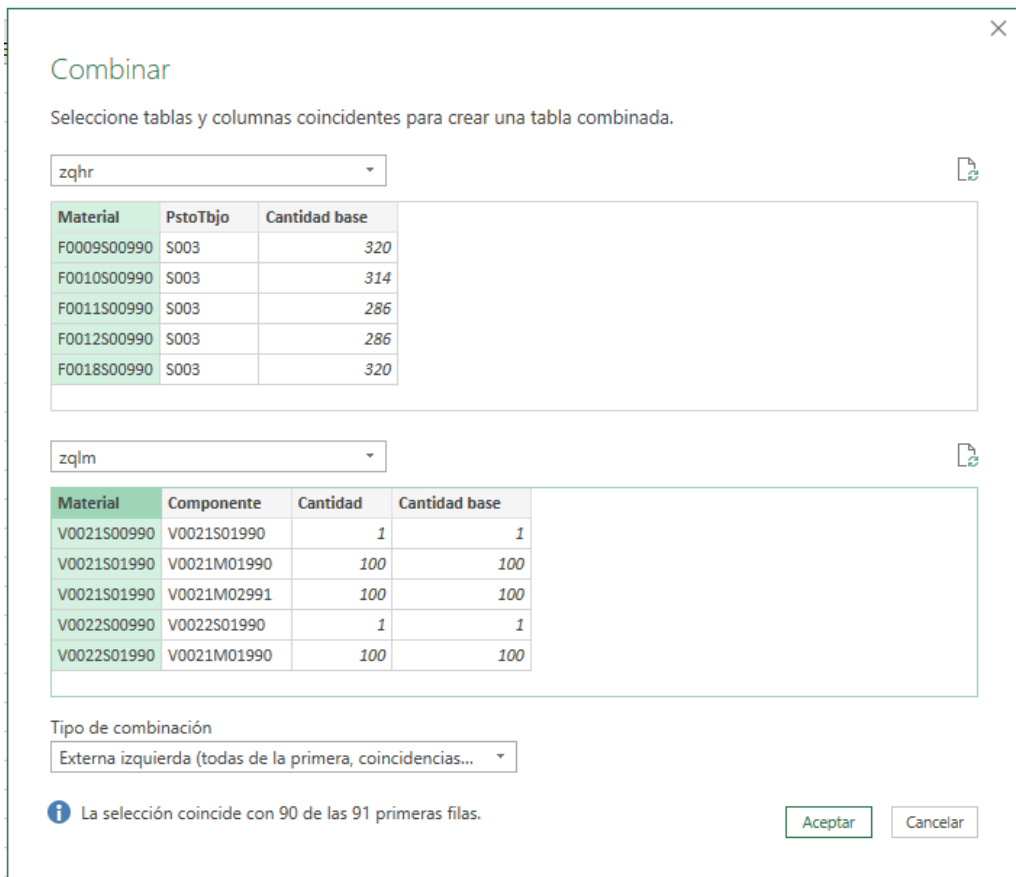 Combinar
Seleccione tablas y columnas coincidentes para crear una tabla combinada.
zqhr
Material PstoTbjo Cantidad base
F0009S00990 S003 320
F0010S00990 S003 314
F0011S00990 S003 286
F0012S00990 S003 286
F0018S00990 S003 320
zqlm
Material Componente Cantidad Cantidad base
V0021S00990 V0021S01990 1 1
V0021S01990 V0021M01990 100 100
V0021S01990 V0021M02991 100 100
V0022S00990 V0022S01990 1 1
V0022S01990 V0021M01990 100 100
Tipo de combinación
Externa izquierda (todas de la primera, coincidencias...
La selección coincide con 90 de las 91 primeras filas.
Aceptar Cancelar